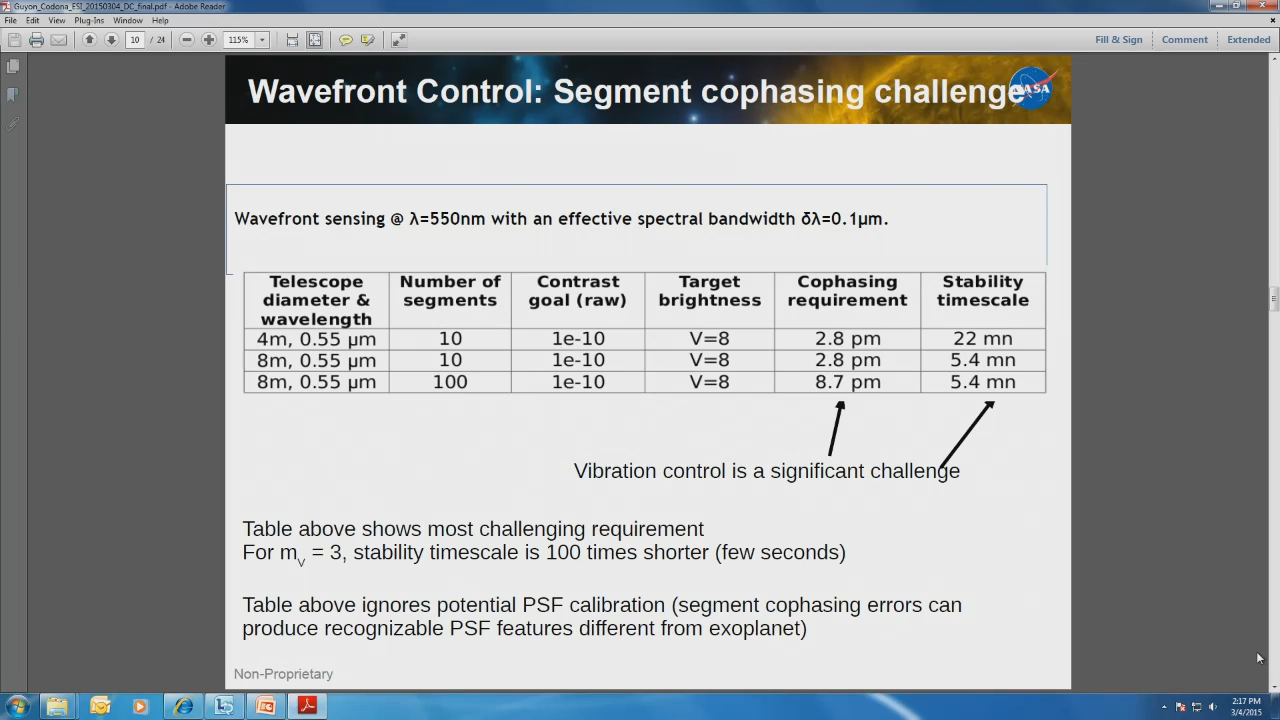 Guyon_Codona_ESI_20150304_DC_final.pdf - Adobe Reader
File Edit View Plug-Ins Window Help
10 / 24 115% Fill & Sign Comment Extended
Wavefront Control: Segment cophasing challenge
NASA
Wavefront sensing @ λ=550nm with an effective spectral bandwidth δλ=0.1μm.
Telescope diameter & wavelength Number of segments Contrast goal (raw) Target brightness Cophasing requirement Stability timescale
4m, 0.55 μm 10 1e-10 V=8 2.8 pm 22 mn
8m, 0.55 μm 10 1e-10 V=8 2.8 pm 5.4 mn
8m, 0.55 μm 100 1e-10 V=8 8.7 pm 5.4 mn
Vibration control is a significant challenge
Table above shows most challenging requirement
For mV = 3, stability timescale is 100 times shorter (few seconds)
Table above ignores potential PSF calibration (segment cophasing errors can
produce recognizable PSF features different from exoplanet)
Non-Proprietary
2:17 PM
3/4/2015